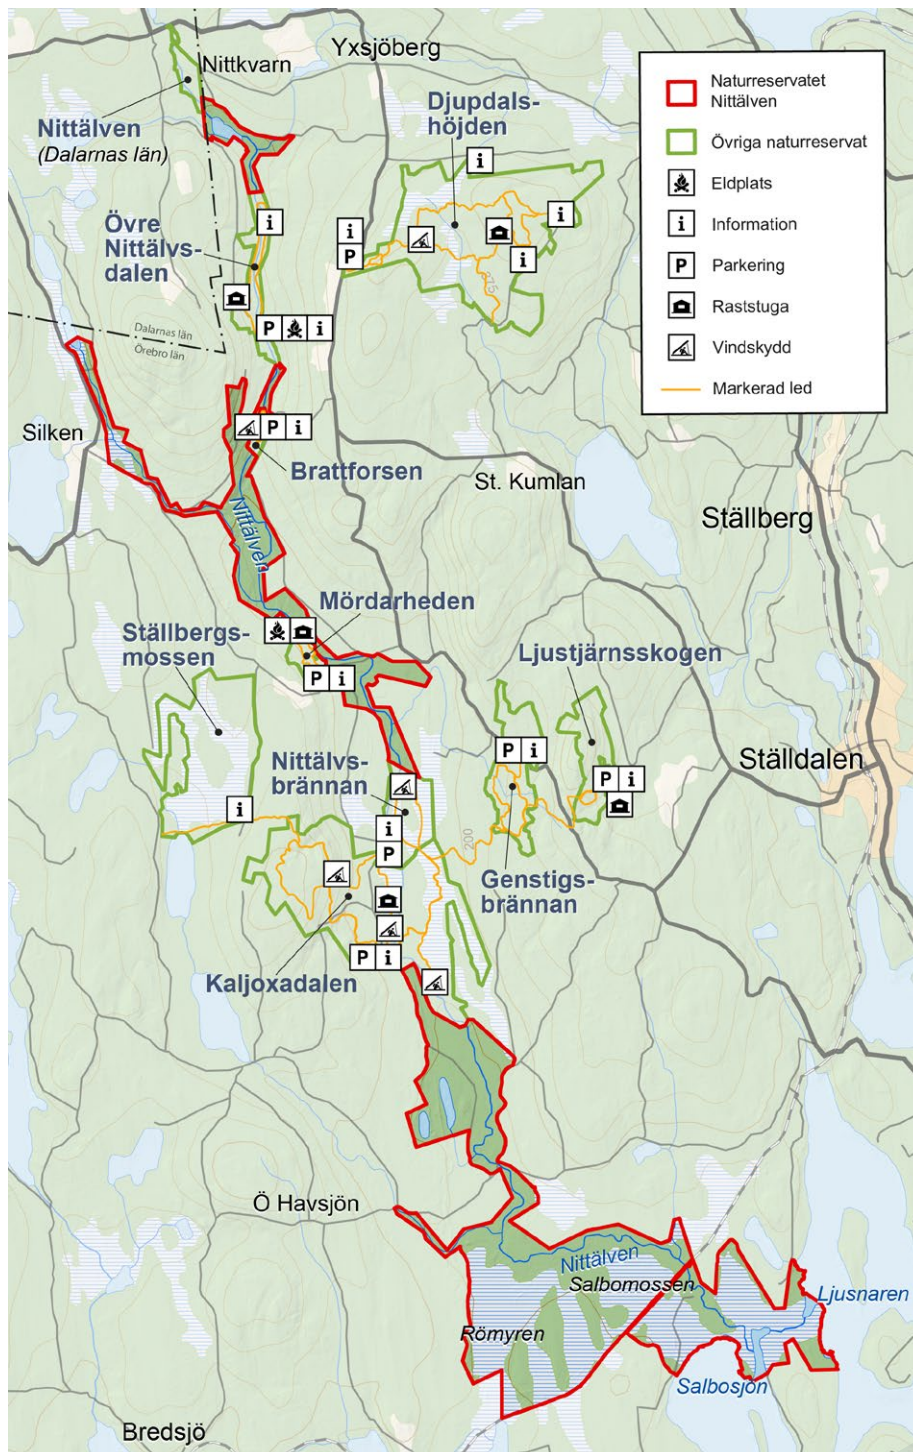 Yxsjöberg
Nittkvarn
Nittälven
(Dalarnas län)
Djupdals-
höjden
Övre
Nittälvs-
dalen
Naturreservatet
Nittälven
Övriga naturreservat
Eldplats
i
Information
P
Parkering
Raststuga
Vindskydd
Markerad led
i
i
i
P
i
i
i
75
P
i
Dalarnas län
Örebro län
Silken
P
i
Brattforsen
St. Kumlan
Ställberg
Nittälven
Mördarheden
Ställbergs-
mossen
P
i
Ljustjärnsskogen
Nittälvs-
brännan
P
i
Ställdalen
P
i
i
i
P
200
Genstigs-
brännan
P
i
Kaljoxadalen
Ö Havsjön
Nittälven
Salbomossen
Ljusnaren
Römyren
Salbosjön
Bredsjö